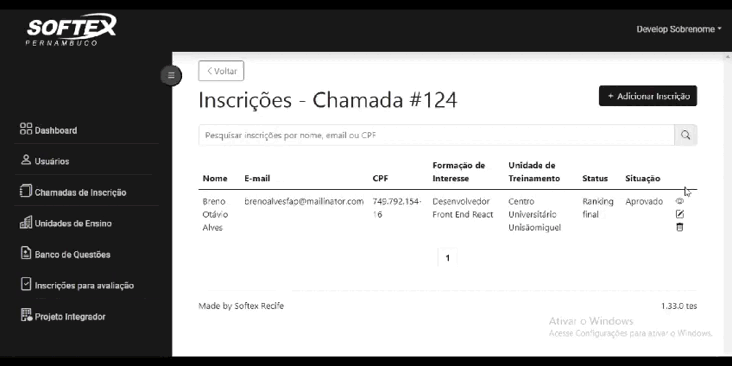 SOFTEX
PERNAMBUCO
Develop Sobrenome
Dashboard
Usuários
Chamadas de Inscrição
Unidades de Ensino
Banco de Questões
Inscrições para avaliação
Projeto Integrador
< Voltar
Inscrições - Chamada #124
+ Adicionar Inscrição
Pesquisar inscrições por nome, email ou CPF
Nome E-mail CPF Formação de Interesse Unidade de Treinamento Status Situação
Breno Otávio Alves brenoalvesfap@mailinator.com 749.792.154-16 Desenvolvedor Front End React Centro Universitário Unisãomiguel Ranking final Aprovado
1
Made by Softex Recife
1.33.0 tes
Ativar o Windows
Acesse Configurações para ativar o Windows.